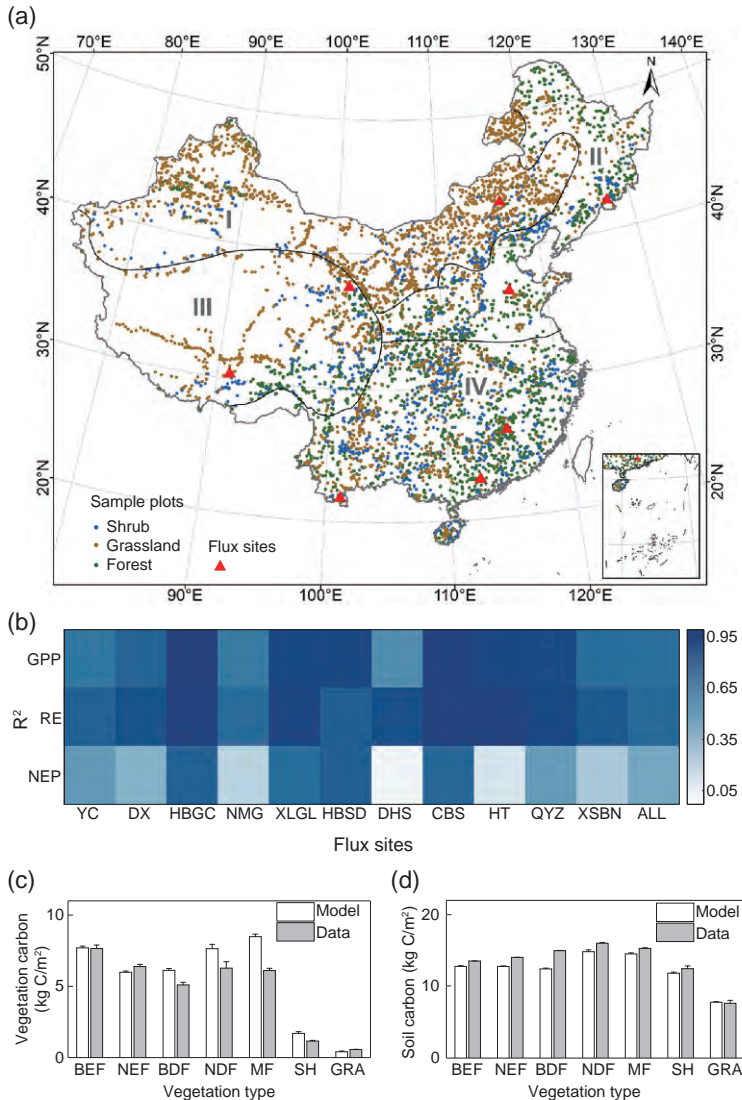 (a)
70°E 80°E 90°E 100°E 110°E 120°E 130°E 140°E
50°N
40°N
30°N
20°N
N
40°N
30°N
20°N
I
II
III
IV
Sample plots
Shrub
Grassland
Forest
Flux sites
90°E 100°E 110°E 120°E
(b)
R²
GPP
RE
NEP
0.95
0.65
0.35
0.05
YC DX HBGC NMG XLGL HBSD DHS CBS HT QYZ XSBN ALL
Flux sites
(c)
Vegetation carbon
(kg C/m²)
10
5
0
Model
Data
BEF NEF BDF NDF MF SH GRA
Vegetation type
(d)
Soil carbon (kg C/m²)
20
10
0
Model
Data
BEF NEF BDF NDF MF SH GRA
Vegetation type